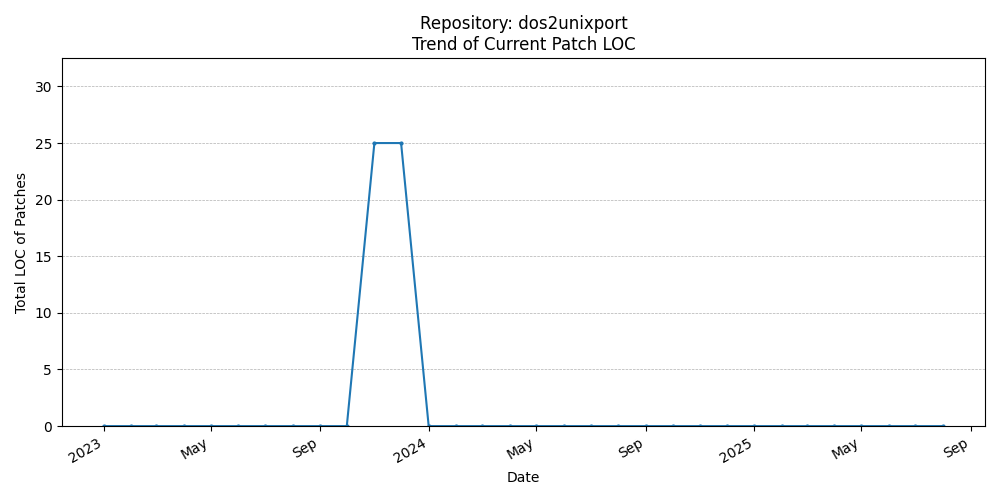 Repository: dos2unixport
Trend of Current Patch LOC
Total LOC of Patches
30
25
20
15
10
5
0
2023
May
Sep
2024
May
Sep
2025
May
Sep
Date